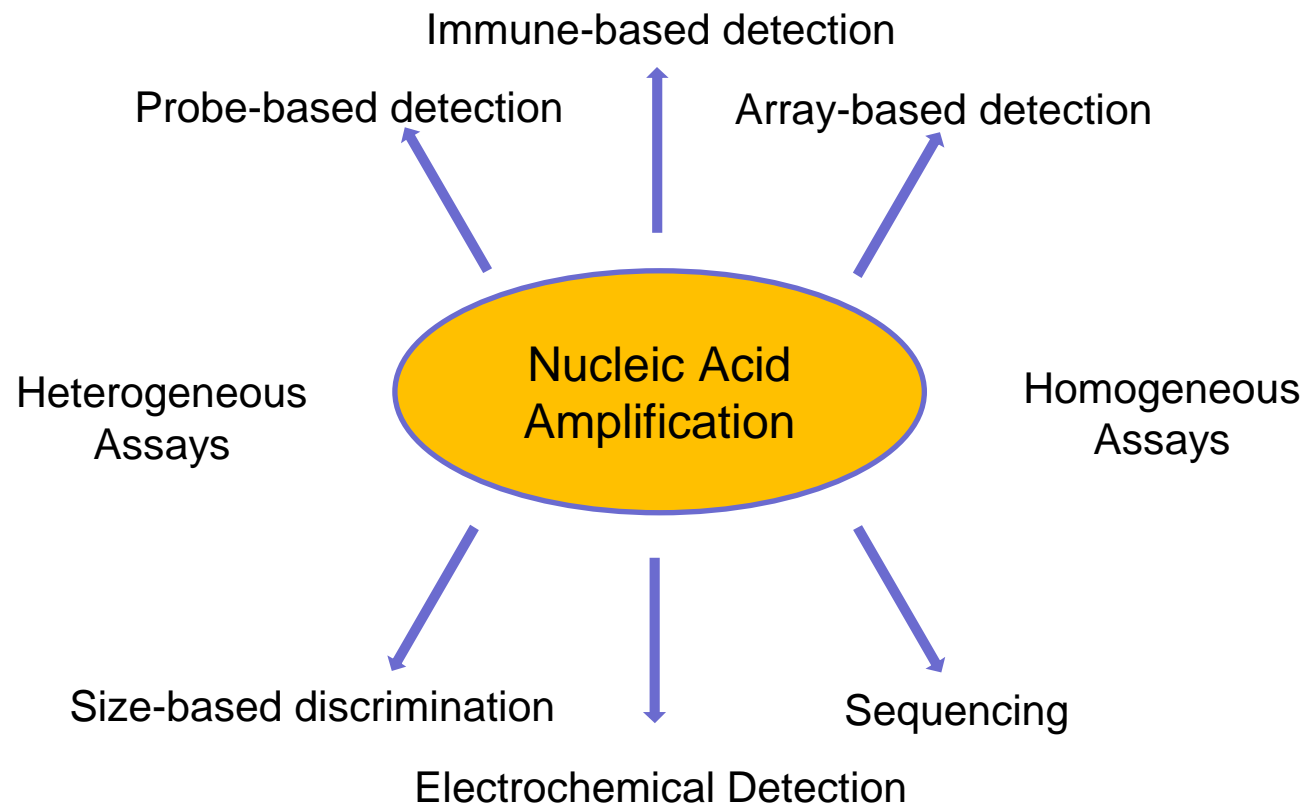 Immune-based detection
Probe-based detection
Array-based detection
Nucleic Acid
Amplification
Heterogeneous
Assays
Homogeneous
Assays
Size-based discrimination
Sequencing
Electrochemical Detection